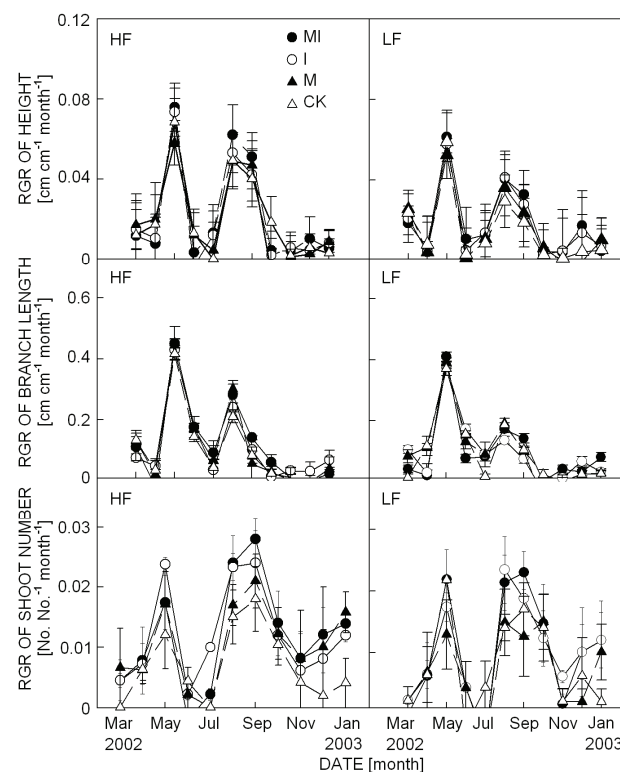 0.12
HF
MI
I
M
CK
LF
0.08
0.04
0
RGR OF HEIGHT
[cm cm⁻¹ month⁻¹]
HF
LF
0.6
0.4
0.2
0
RGR OF BRANCH LENGTH
[cm cm⁻¹ month⁻¹]
HF
LF
0.03
0.02
0.01
0
RGR OF SHOOT NUMBER
[No. No.⁻¹ month⁻¹]
Mar May Jul Sep Nov Jan Mar May Jul Sep Nov Jan
2002 2003 2002 2003
DATE [month]